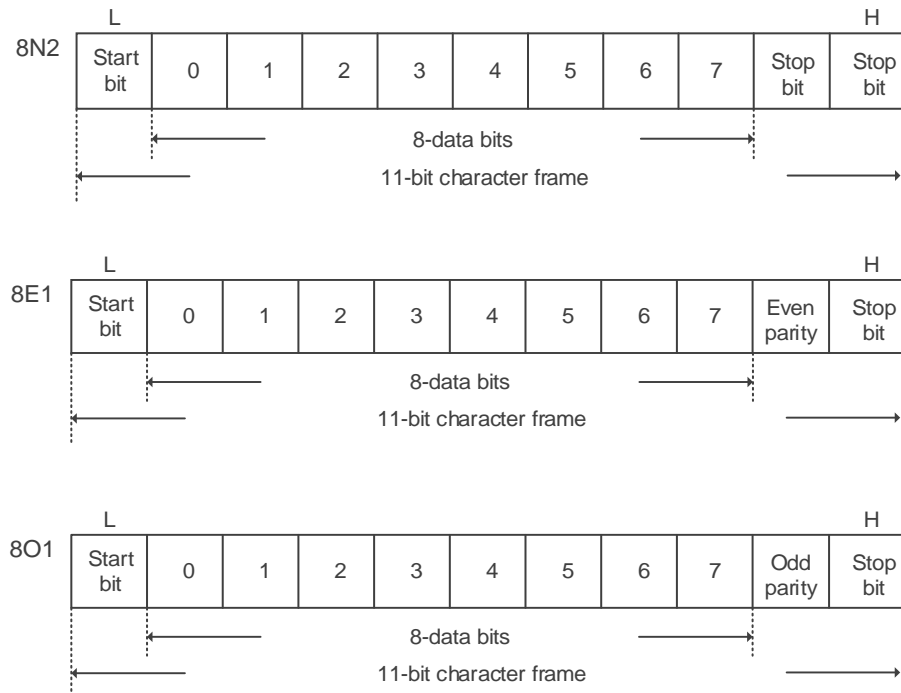 L H
8N2 Start bit 0 1 2 3 4 5 6 7 Stop bit Stop bit
8-data bits
11-bit character frame
L H
8E1 Start bit 0 1 2 3 4 5 6 7 Even parity Stop bit
8-data bits
11-bit character frame
L H
8O1 Start bit 0 1 2 3 4 5 6 7 Odd parity Stop bit
8-data bits
11-bit character frame